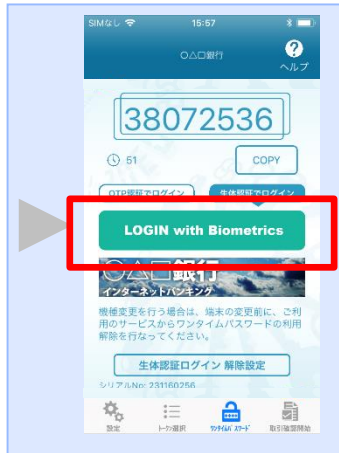 SIMなし 15:57
○△□銀行
?
ヘルプ
38072536
51 COPY
OTP認証でログイン 生体認証でログイン
LOGIN with Biometrics
○△□銀行
インターネットバンキング
機種変更を行う場合は、端末の変更前に、ご利
用のサービスからワンタイムパスワードの利用
解除を行なってください。
生体認証ログイン 解除設定
シリアルNo: 231160256
設定 トークン選択 ワンタイムパスワード 取引確認開始